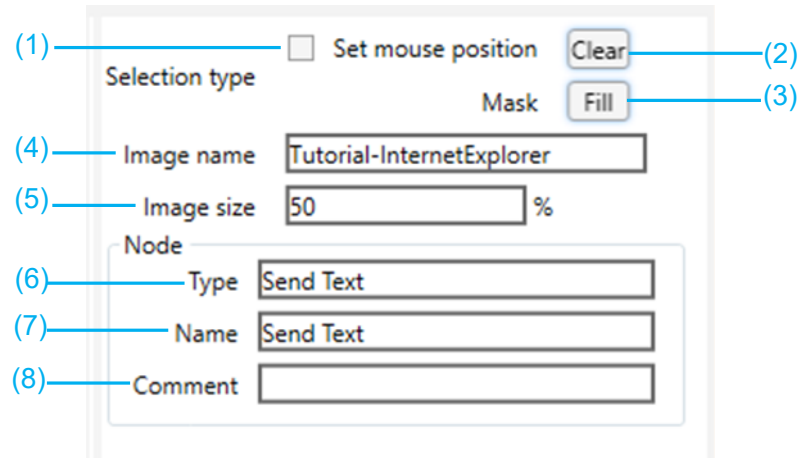 (1) Set mouse position Clear (2)
Selection type
Mask Fill (3)
(4) Image name Tutorial-InternetExplorer
(5) Image size 50 %
Node
(6) Type Send Text
(7) Name Send Text
(8) Comment